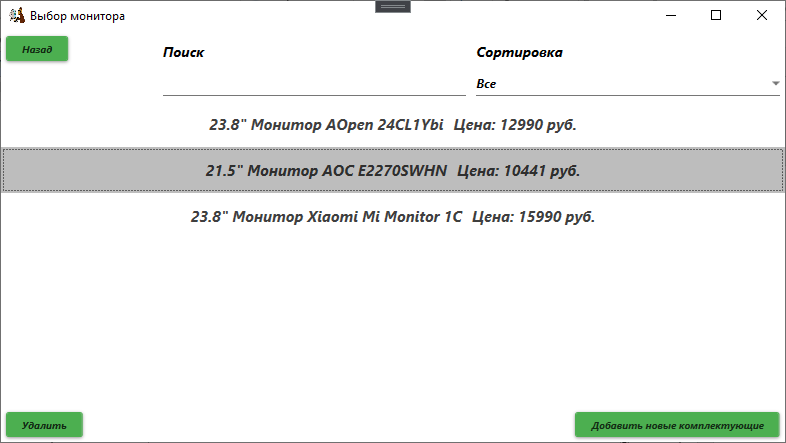 Выбор монитора
Назад
Поиск
Сортировка
Все
23.8" Монитор AOpen 24CL1Ybi Цена: 12990 руб.
21.5" Монитор AOC E2270SWHN Цена: 10441 руб.
23.8" Монитор Xiaomi Mi Monitor 1C Цена: 15990 руб.
Удалить
Добавить новые комплектующие